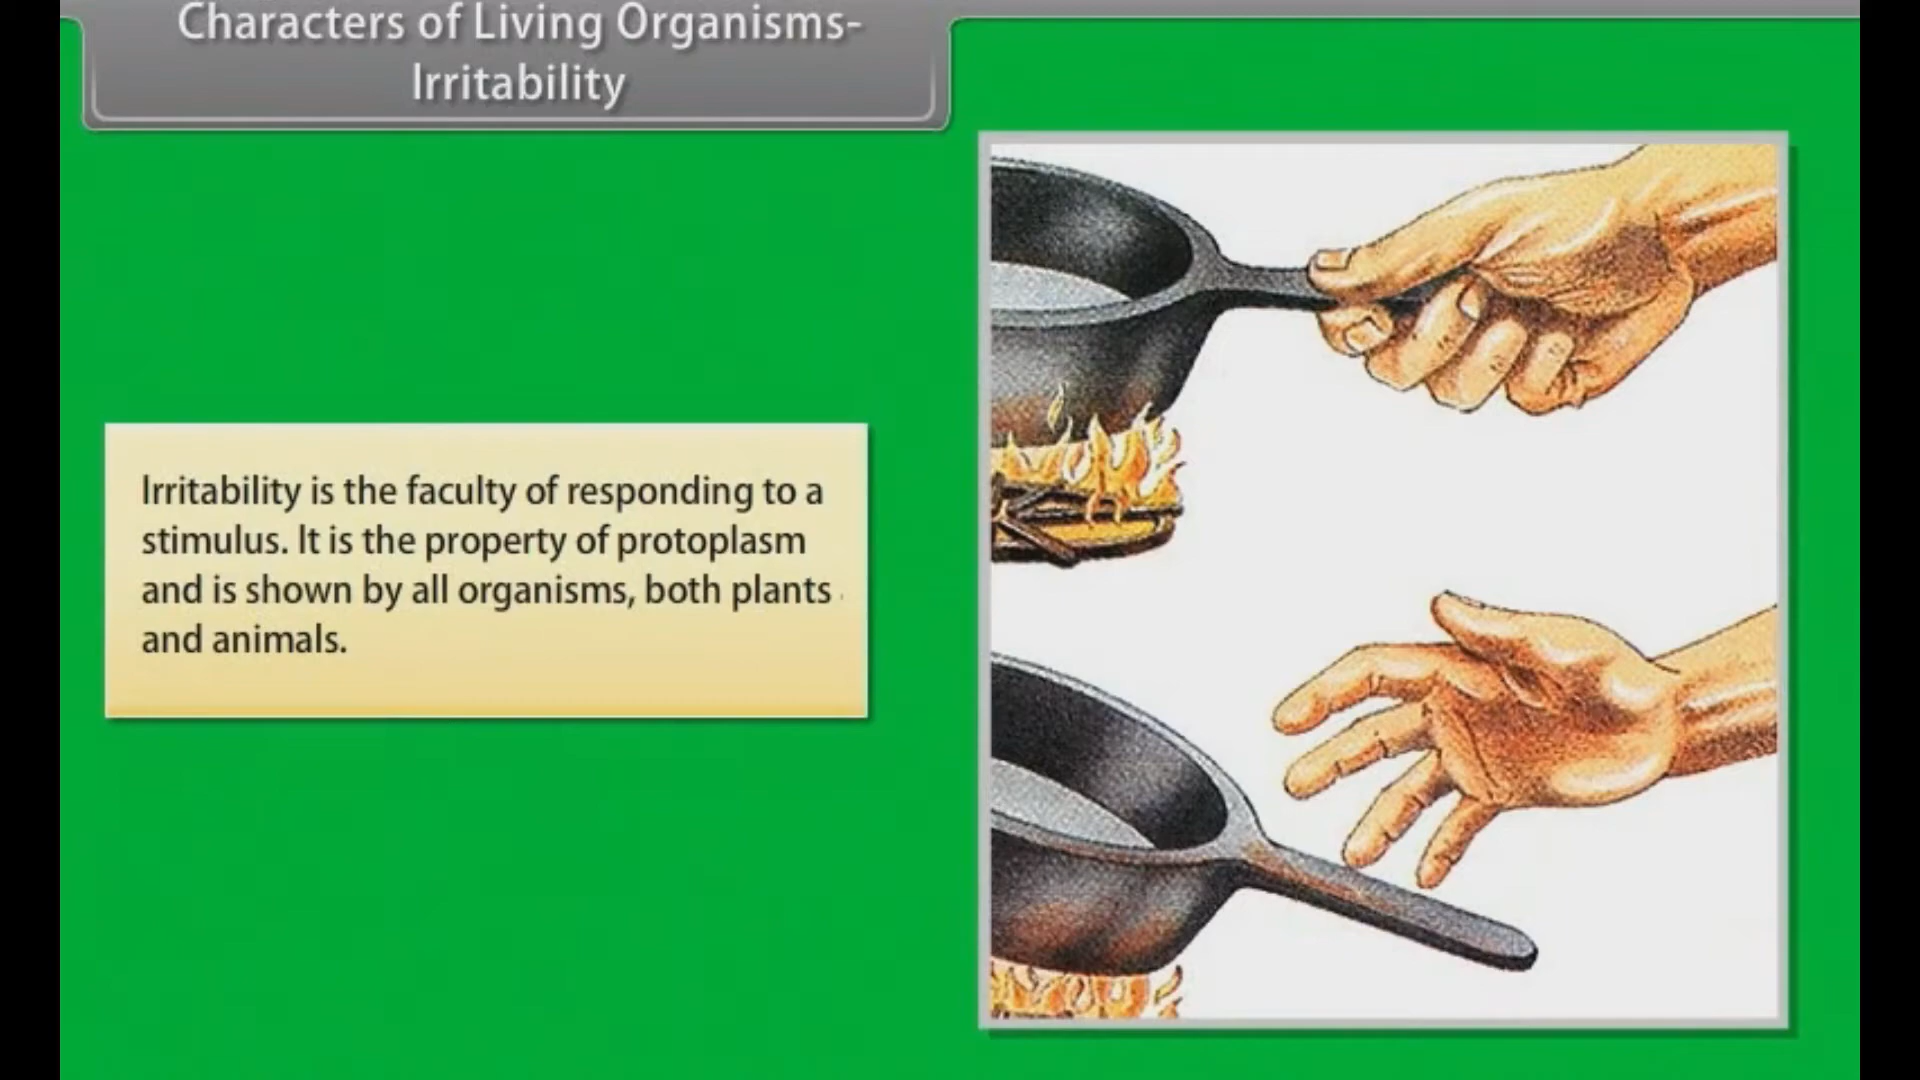 Characters of Living Organisms-
Irritability
Irritability is the faculty of responding to a
stimulus. It is the property of protoplasm
and is shown by all organisms, both plants
and animals.